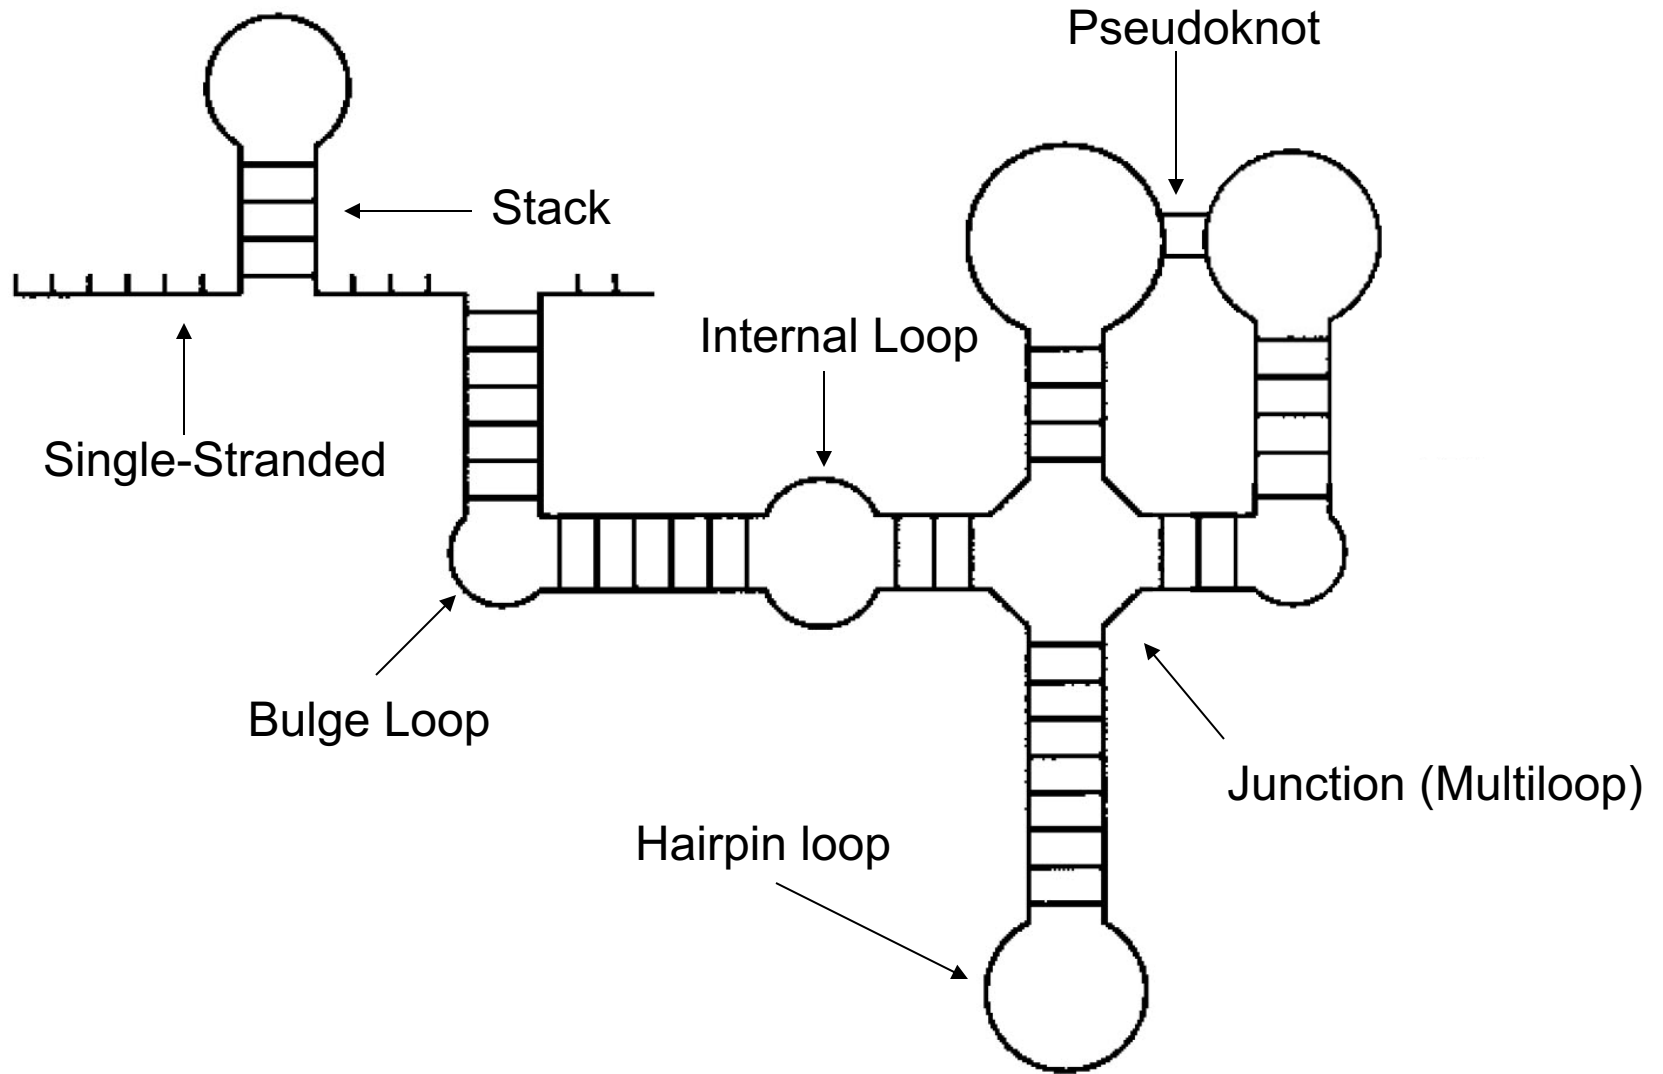 Pseudoknot
Stack
Internal Loop
Single-Stranded
Bulge Loop
Junction (Multiloop)
Hairpin loop